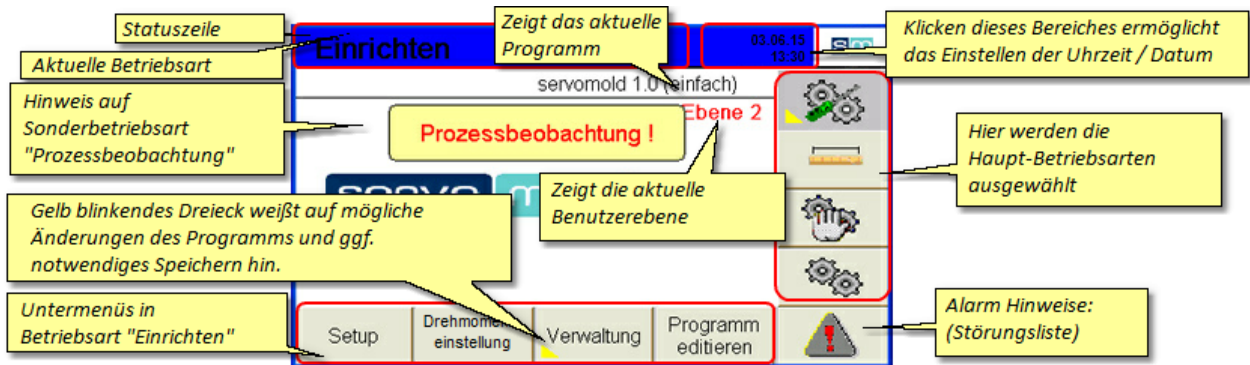 Statuszeile
Aktuelle Betriebsart
Hinweis auf
Sonderbetriebsart
"Prozessbeobachtung"
Gelb blinkendes Dreieck weißt auf mögliche
Änderungen des Programms und ggf.
notwendiges Speichern hin.
Untermenüs in
Betriebsart "Einrichten"
Einrichten
Zeigt das aktuelle
Programm
03.06.15
13:30
servomold 1.0 (einfach)
Ebene 2
Prozessbeobachtung !
Zeigt die aktuelle
Benutzerebene
Setup
einstellung
Verwaltung
Programm
editieren
Klicken dieses Bereiches ermöglicht
das Einstellen der Uhrzeit / Datum
Hier werden die
Haupt-Betriebsarten
ausgewählt
Alarm Hinweise:
(Störungsliste)